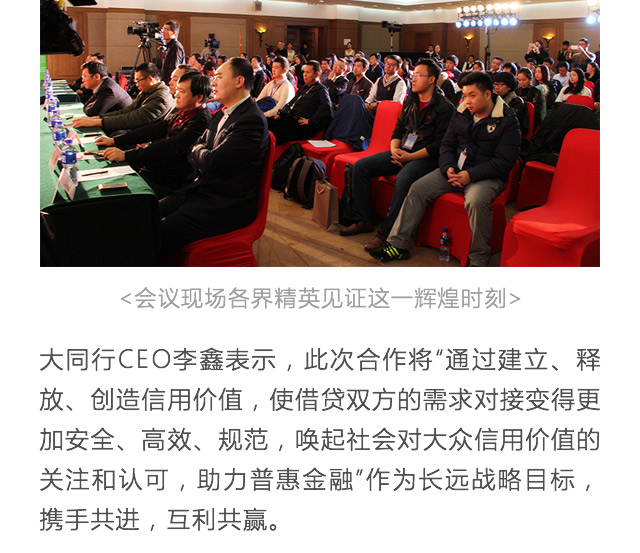 <会议现场各界精英见证这一辉煌时刻>
大同行CEO李鑫表示，此次合作将“通过建立、释
放、创造信用价值，使借贷双方的需求对接变得更
加安全、高效、规范，唤起社会对大众信用价值的
关注和认可，助力普惠金融”作为长远战略目标，
携手共进，互利共赢。